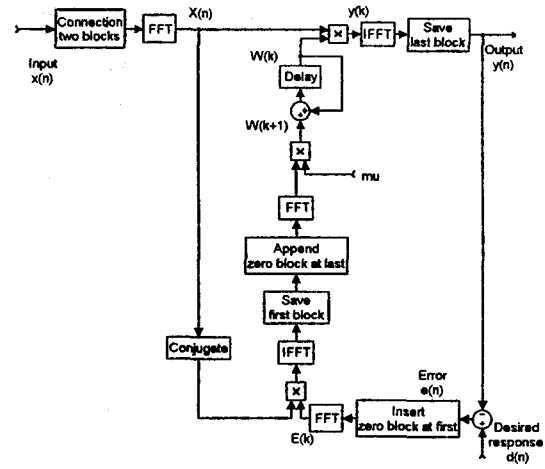 Connection
two blocks
FFT
X(n)
Input
x(n)
×
y(k)
IFFT
Save
last block
Output
y(n)
W(k)
Delay
+
+
W(k+1)
×
mu
FFT
Append
zero block at last
Save
first block
IFFT
Conjugate
×
E(k)
FFT
Error
e(n)
Insert
zero block at first
+
Desired
response
d(n)